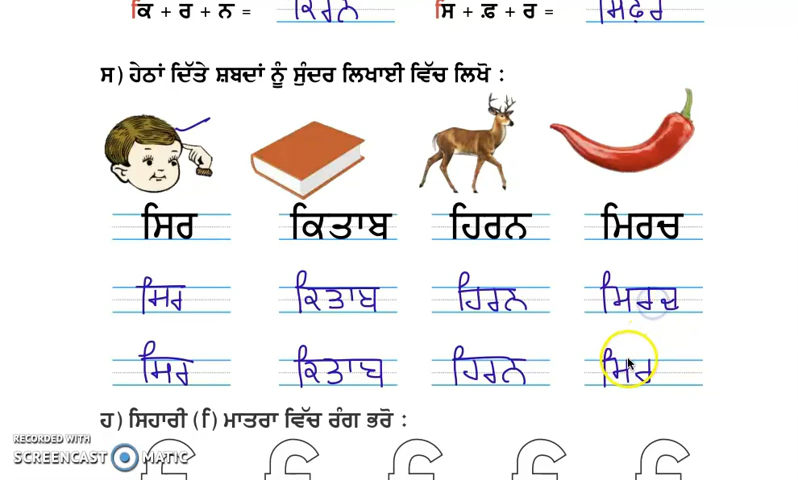 ਕਿ + ਰ + ਨ = ਕਿਰਨ ਸਿ + ਫ਼ + ਰ = ਸਿਫ਼ਰ
ਸ) ਹੇਠਾਂ ਦਿੱਤੇ ਸ਼ਬਦਾਂ ਨੂੰ ਸੁੰਦਰ ਲਿਖਾਈ ਵਿੱਚ ਲਿਖੋ :
ਸਿਰ ਕਿਤਾਬ ਹਿਰਨ ਮਿਰਚ
ਸਿਰ ਕਿਤਾਬ ਹਿਰਨ ਮਿਰਚ
ਸਿਰ ਕਿਤਾਬ ਹਿਰਨ ਮਿਰ
ਹ) ਸਿਹਾਰੀ (ਿ) ਮਾਤਰਾ ਵਿੱਚ ਰੰਗ ਭਰੋ :
ਿ ਿ ਿ ਿ ਿ
RECORDED WITH
SCREENCAST MATIC